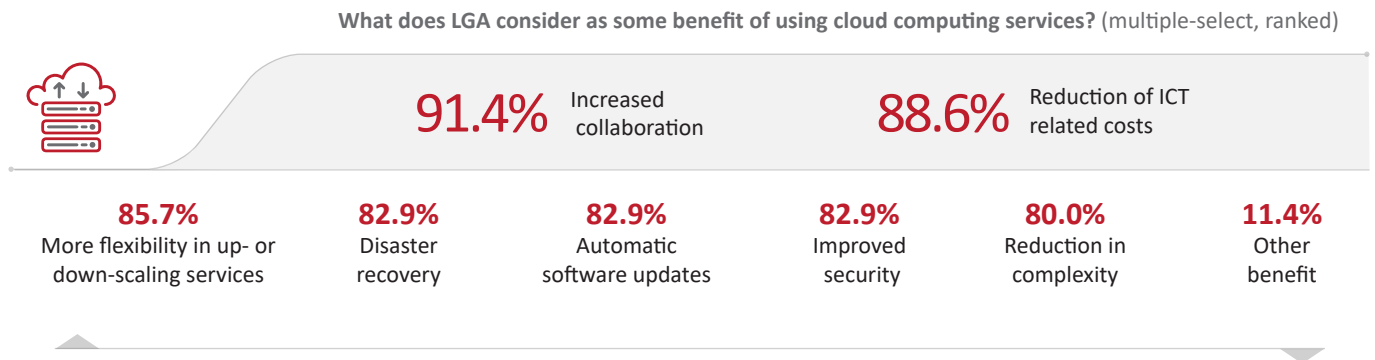 What does LGA consider as some benefit of using cloud computing services? (multiple-select, ranked)
91.4%
Increased
collaboration
88.6%
Reduction of ICT
related costs
85.7%
More flexibility in up- or
down-scaling services
82.9%
Disaster
recovery
82.9%
Automatic
software updates
82.9%
Improved
security
80.0%
Reduction in
complexity
11.4%
Other
benefit